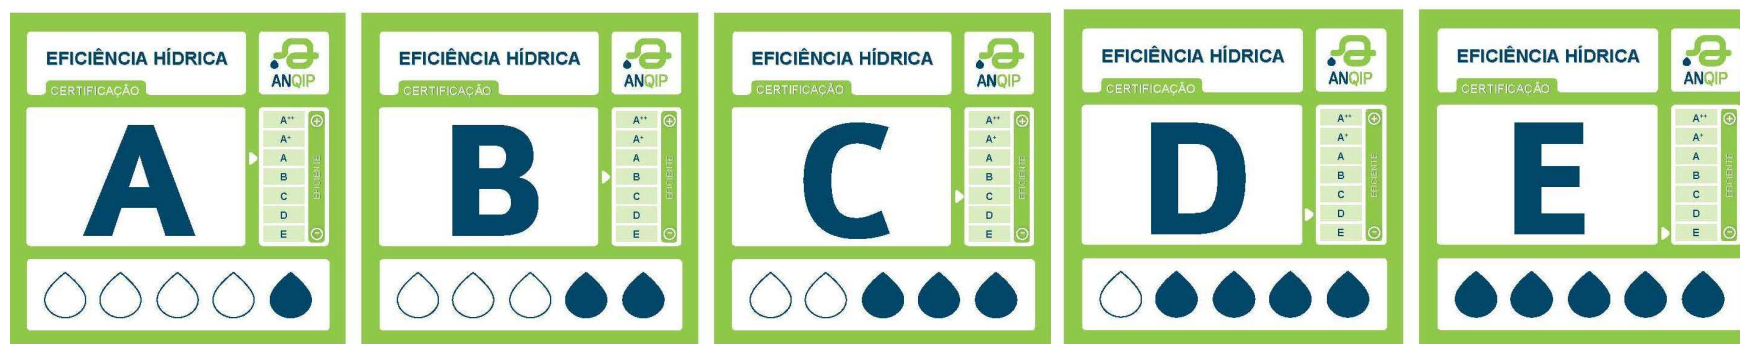 EFICIÊNCIA HÍDRICA
CERTIFICAÇÃO
ANQIP
A
A++
A+
A
B
C
D
E
EFICIENTE
EFICIÊNCIA HÍDRICA
CERTIFICAÇÃO
ANQIP
B
A++
A+
A
B
C
D
E
EFICIENTE
EFICIÊNCIA HÍDRICA
CERTIFICAÇÃO
ANQIP
C
A++
A+
A
B
C
D
E
EFICIENTE
EFICIÊNCIA HÍDRICA
CERTIFICAÇÃO
ANQIP
D
A++
A+
A
B
C
D
E
EFICIENTE
EFICIÊNCIA HÍDRICA
CERTIFICAÇÃO
ANQIP
E
A++
A+
A
B
C
D
E
EFICIENTE